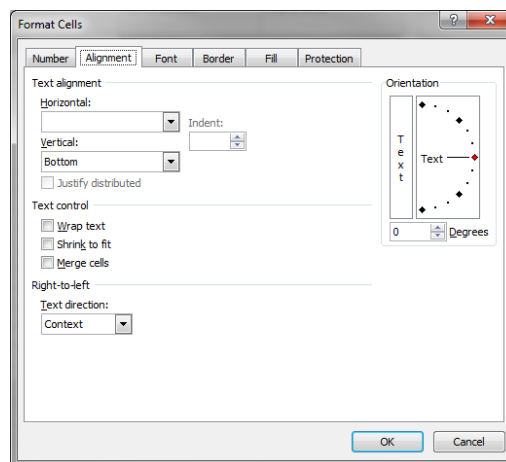 Format Cells
Number Alignment Font Border Fill Protection
Text alignment
Horizontal:
Indent:
Vertical:
Bottom
Justify distributed
Text control
Wrap text
Shrink to fit
Merge cells
Right-to-left
Text direction:
Context
Orientation
Text
Text
0 Degrees
OK Cancel